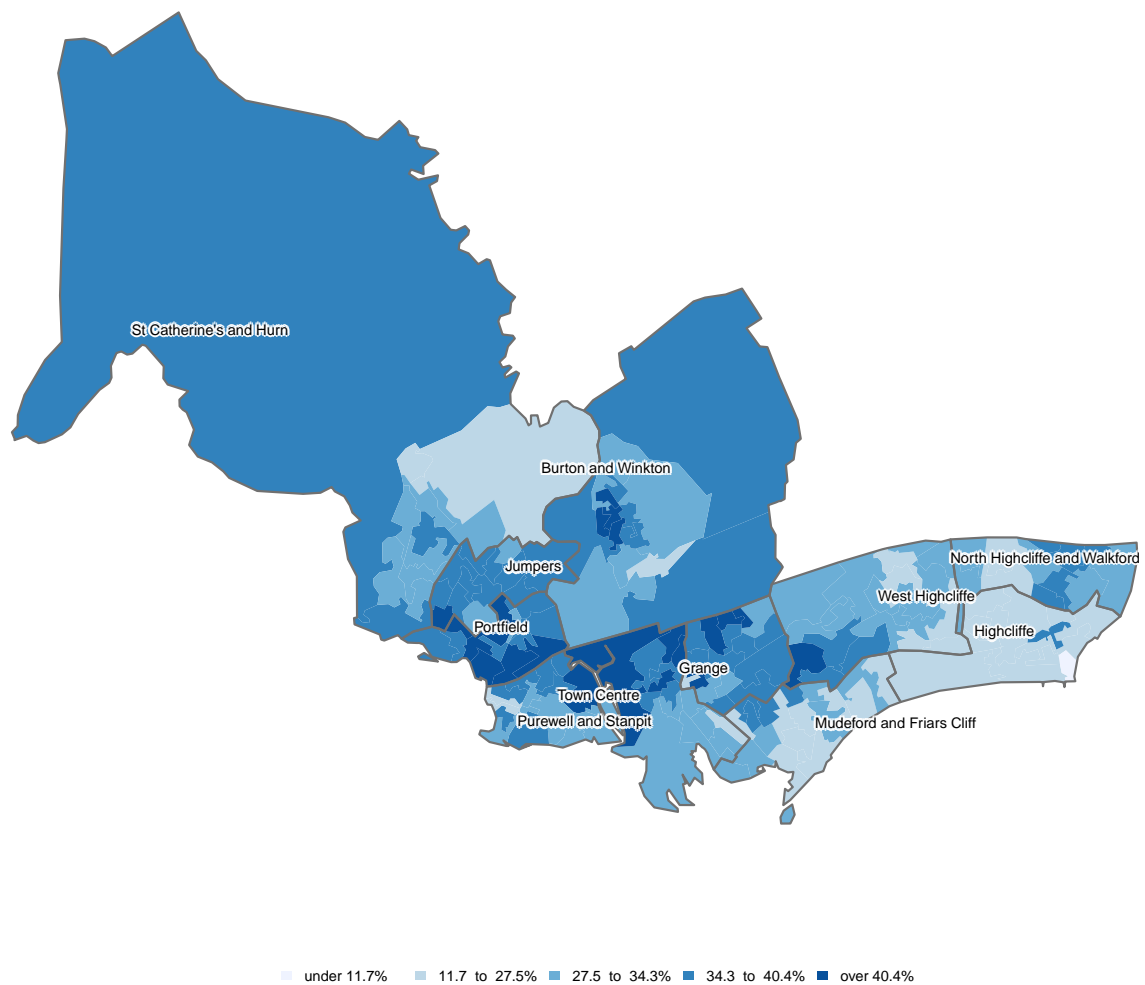 St Catherine's and Hurn
Burton and Winkton
North Highcliffe and Walkford
Jumpers
West Highcliffe
Portfield
Highcliffe
Grange
Town Centre
Purewell and Stanpit
Mudeford and Friars Cliff
under 11.7% 11.7 to 27.5% 27.5 to 34.3% 34.3 to 40.4% over 40.4%